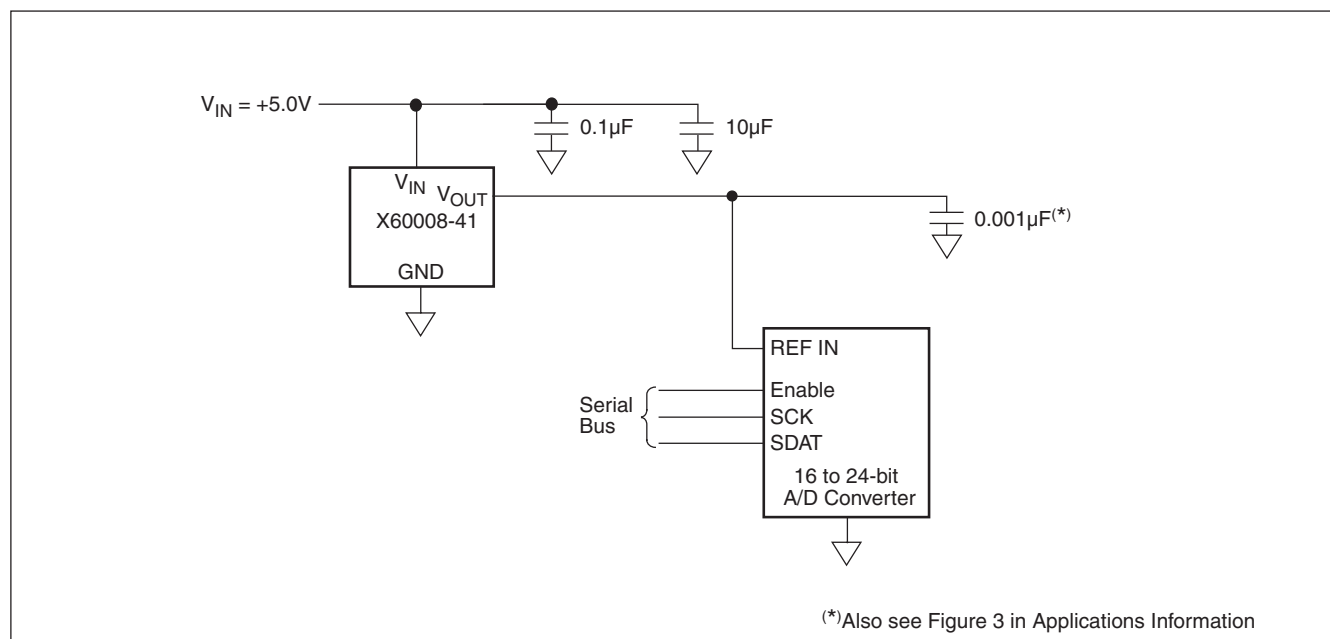 V_IN = +5.0V
0.1µF
10µF
V_IN
V_OUT
X60008-41
GND
0.001µF(*)
REF IN
Enable
SCK
SDAT
Serial
Bus
16 to 24-bit
A/D Converter
(*)Also see Figure 3 in Applications Information